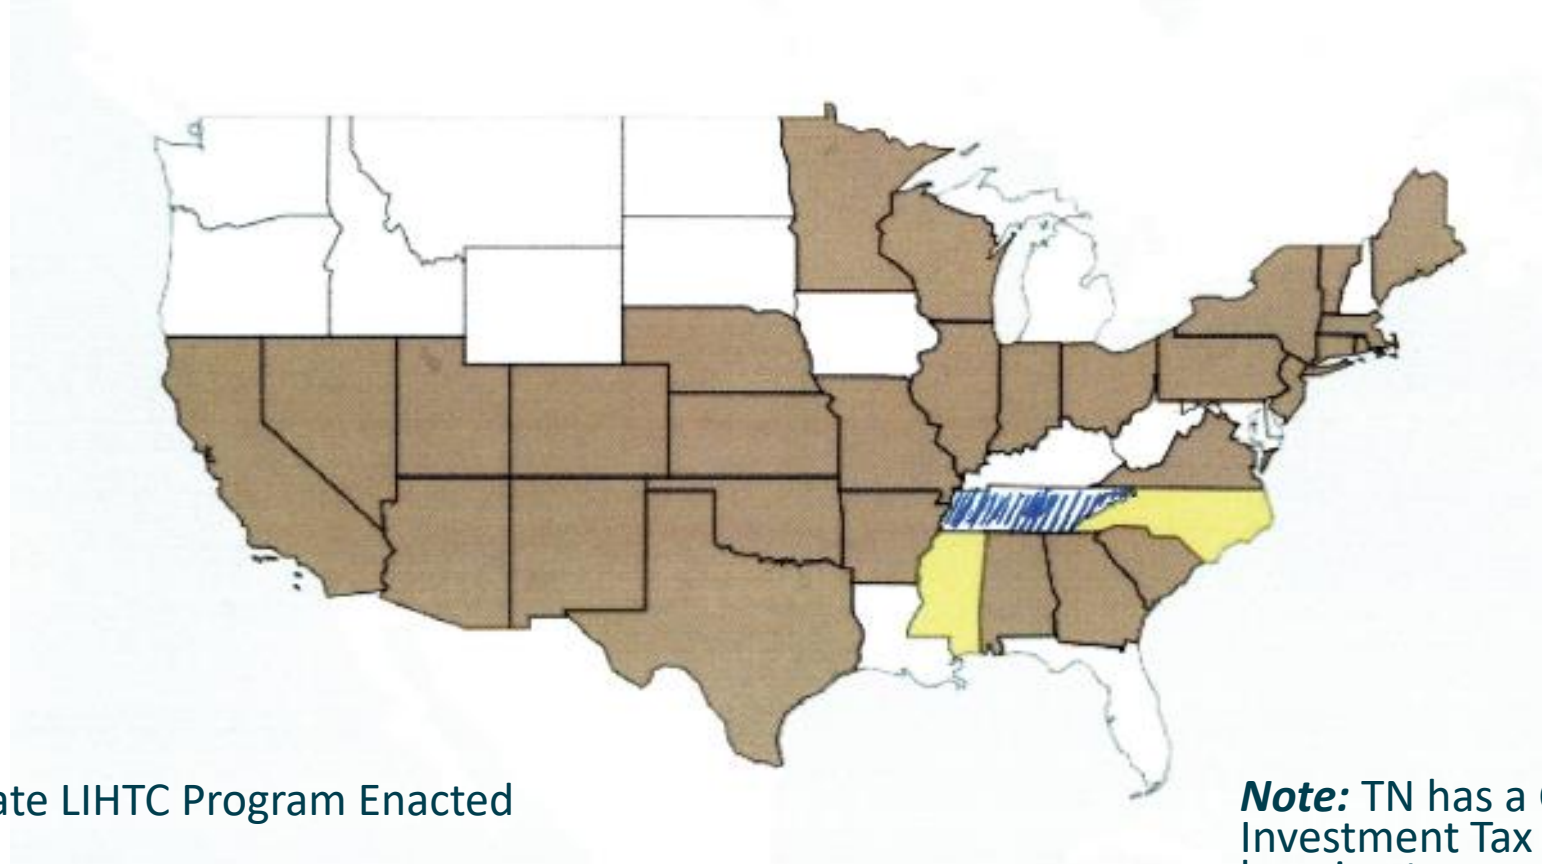 ate LIHTC Program Enacted
Note: TN has a
Investment Tax